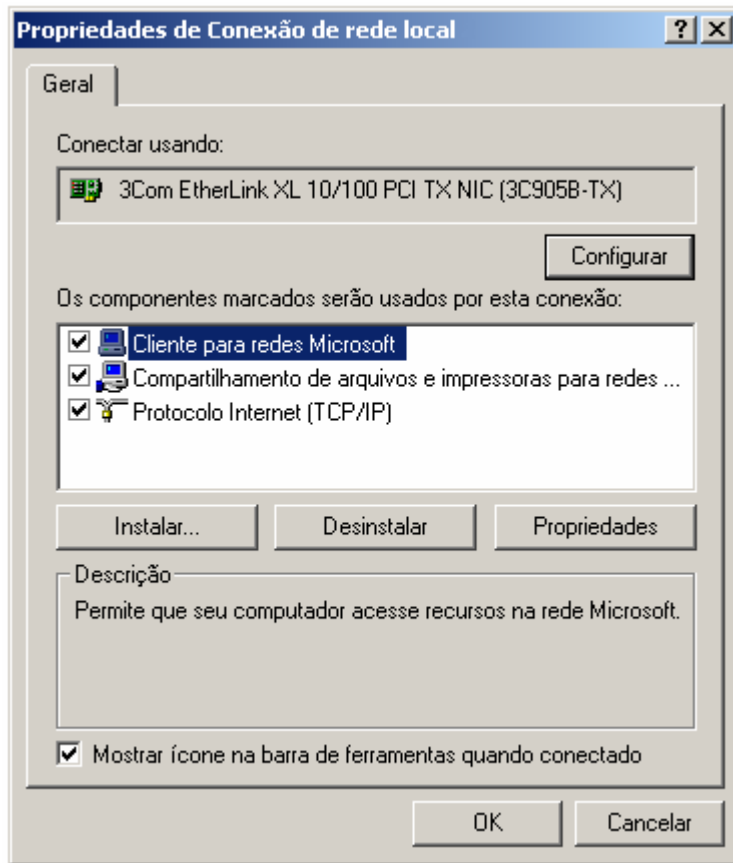 Propriedades de Conexão de rede local
Geral
Conectar usando:
3Com EtherLink XL 10/100 PCI TX NIC (3C905B-TX)
Configurar
Os componentes marcados serão usados por esta conexão:
Cliente para redes Microsoft
Compartilhamento de arquivos e impressoras para redes ...
Protocolo Internet (TCP/IP)
Instalar... Desinstalar Propriedades
Descrição
Permite que seu computador acesse recursos na rede Microsoft.
Mostrar ícone na barra de ferramentas quando conectado
OK Cancelar